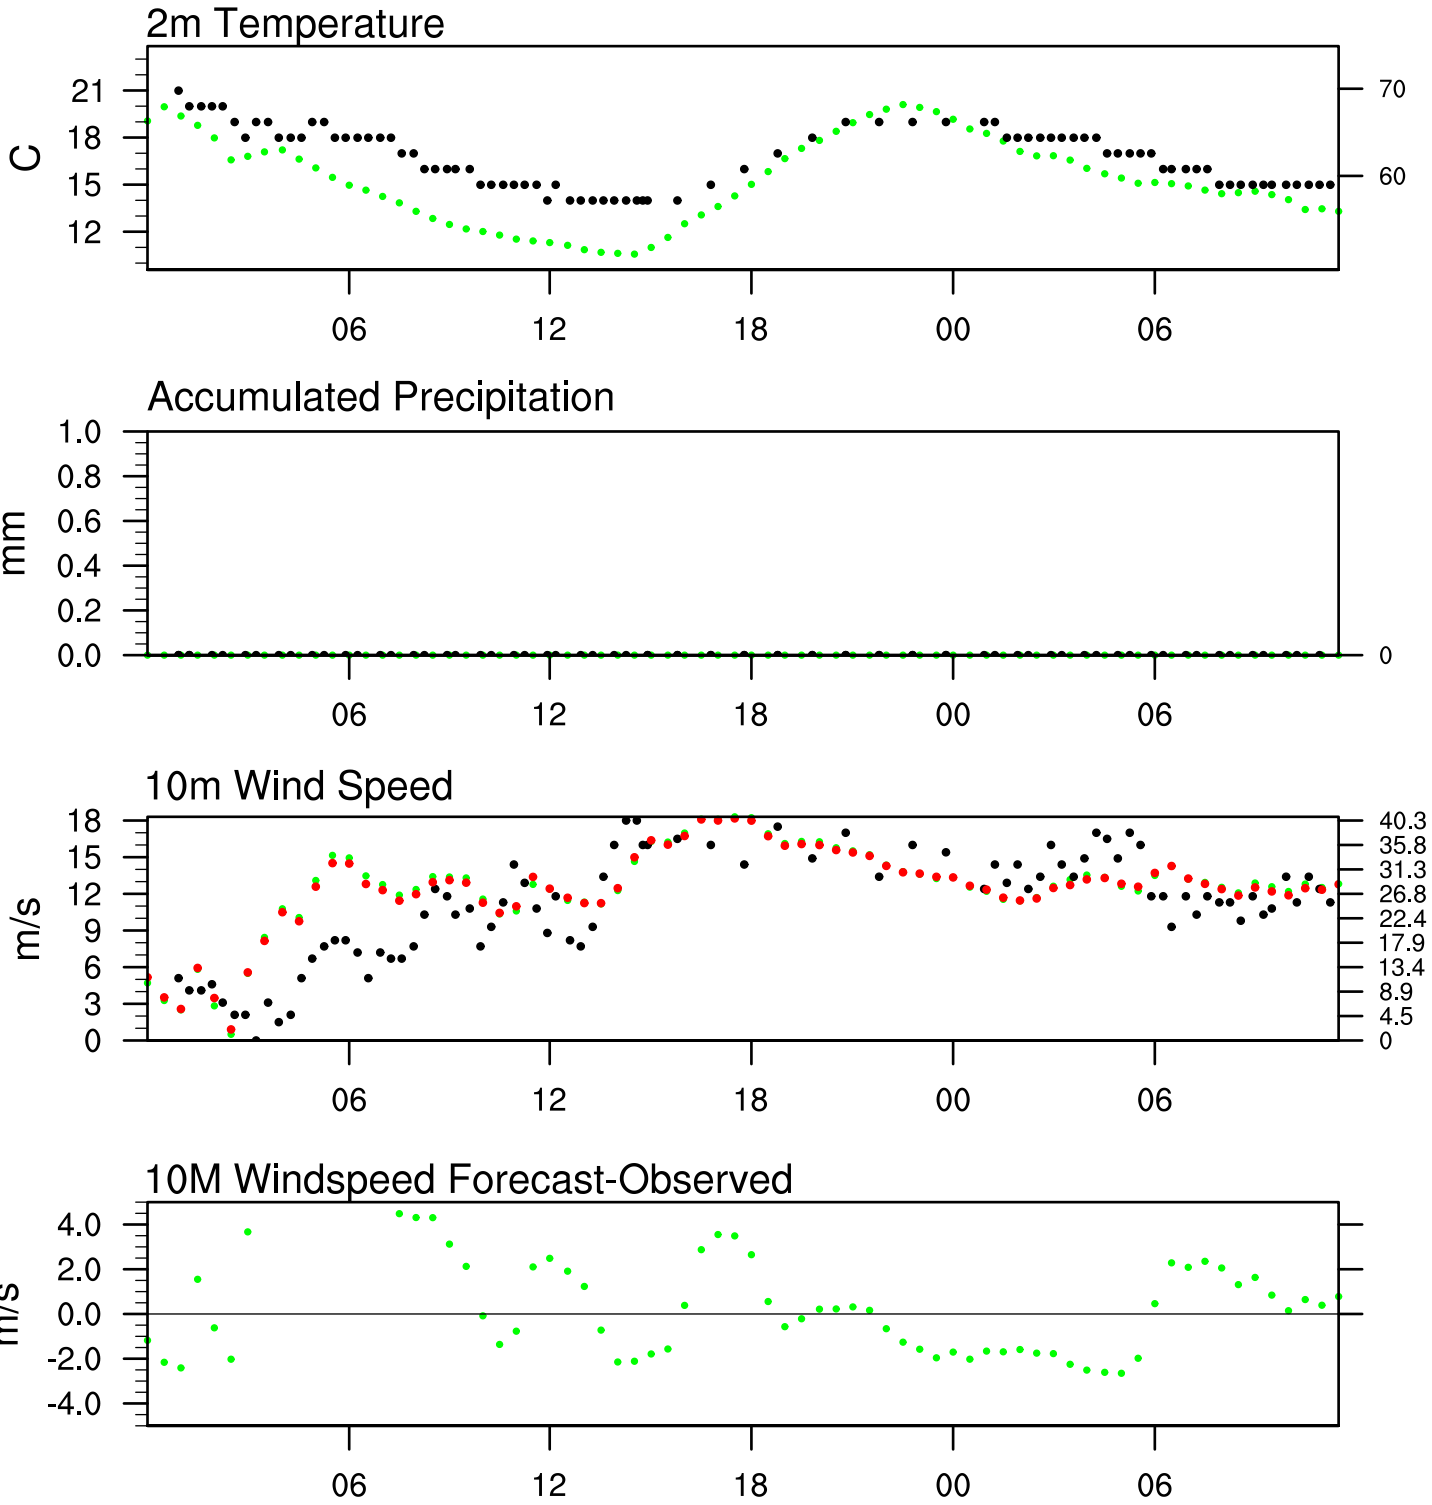 2m Temperature
21
18
15
12
C
70
60
06 12 18 00 06
Accumulated Precipitation
1.0
0.8
0.6
0.4
0.2
0.0
mm
0
06 12 18 00 06
10m Wind Speed
18
15
12
9
6
3
0
m/s
40.3
35.8
31.3
26.8
22.4
17.9
13.4
8.9
4.5
0
06 12 18 00 06
10M Windspeed Forecast-Observed
4.0
2.0
0.0
-2.0
-4.0
m/s
06 12 18 00 06